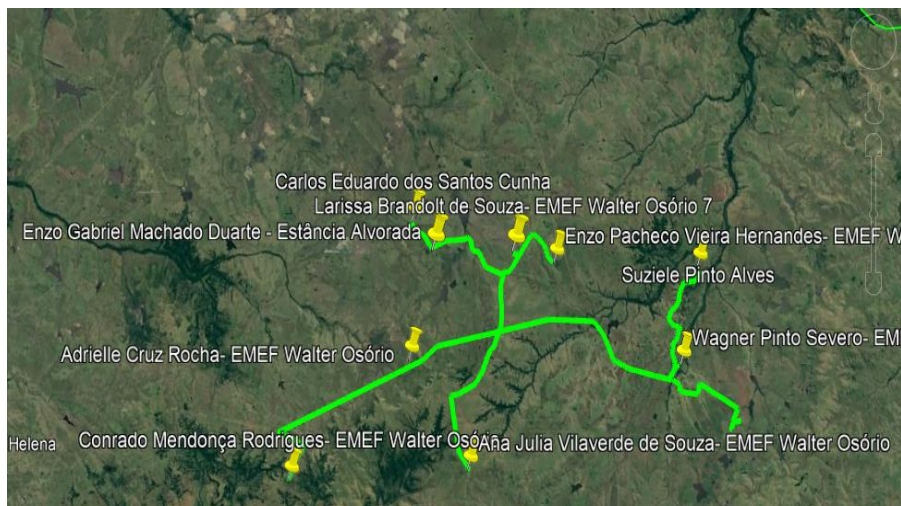 Carlos Eduardo dos Santos Cunha
Larissa Brandolt de Souza- EMEF Walter Osório 7
Enzo Gabriel Machado Duarte - Estância Alvorada
Enzo Pacheco Vieira Hernandes- EMEF W
Suziele Pinto Alves
Wagner Pinto Severo- EM
Adrielle Cruz Rocha- EMEF Walter Osório
Helena
Conrado Mendonça Rodrigues- EMEF Walter
Ana Julia Vilaverde de Souza- EMEF Walter Osório